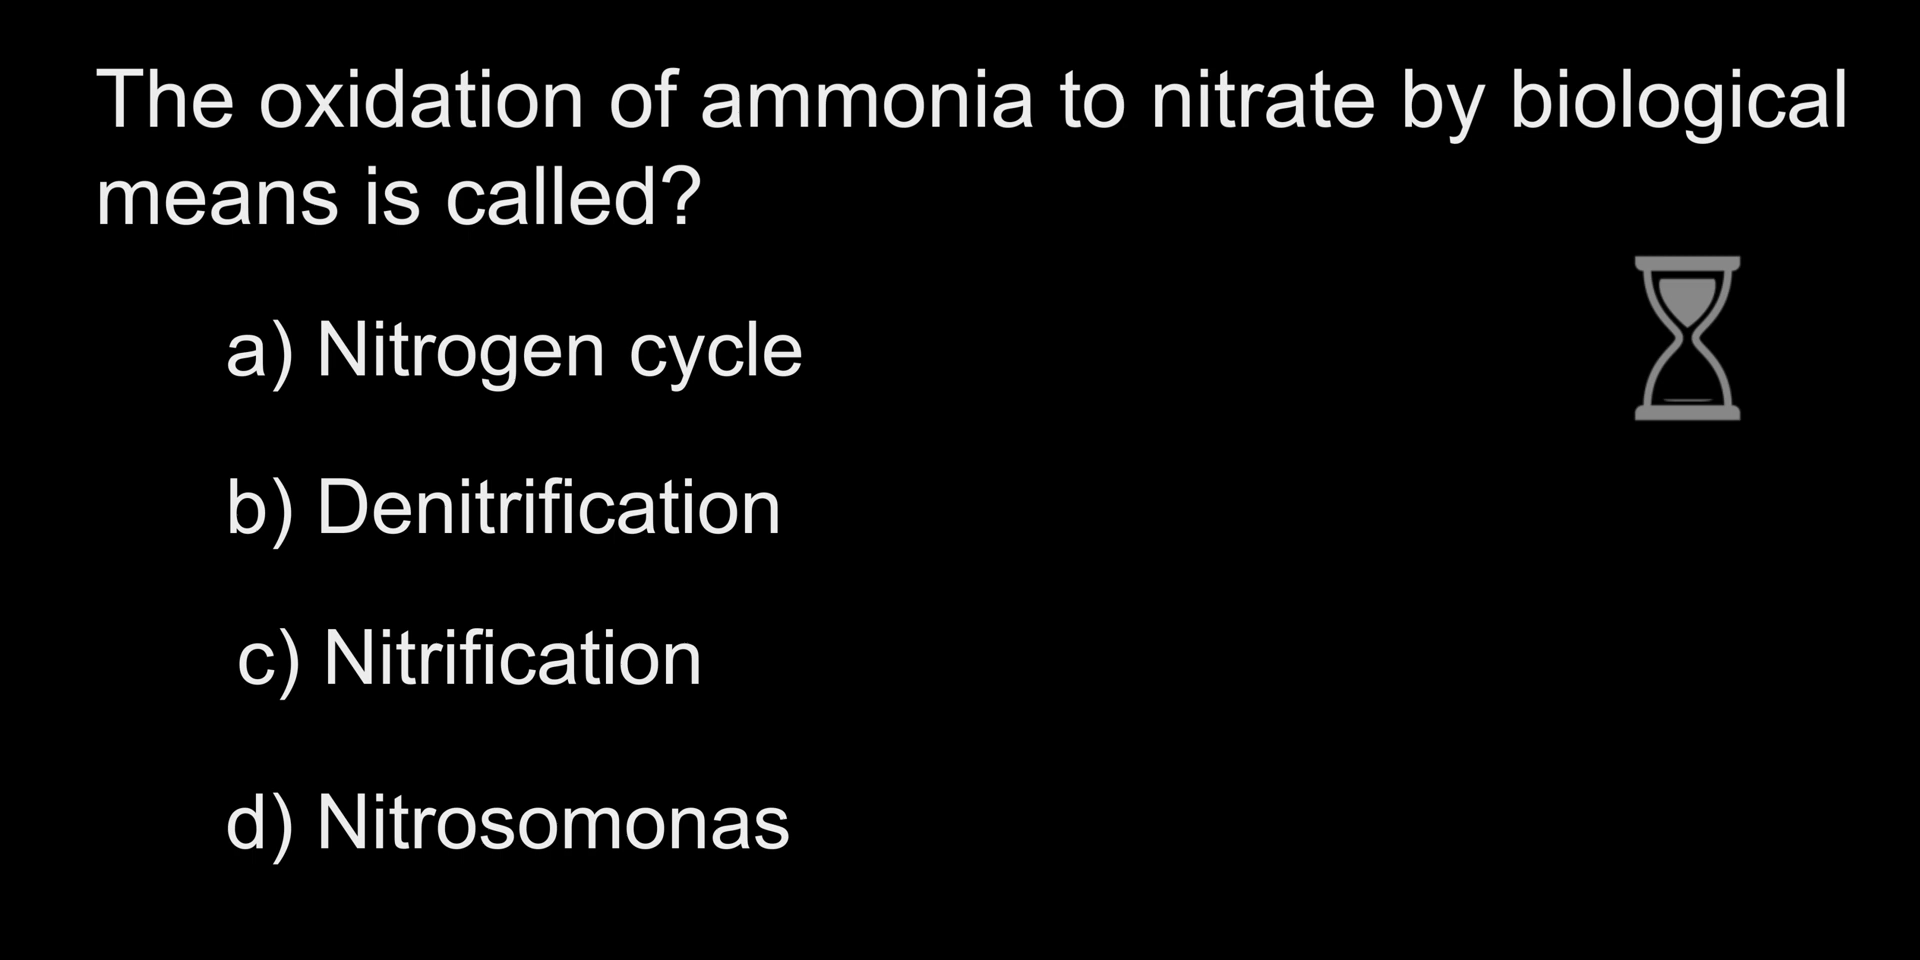 The oxidation of ammonia to nitrate by biological
means is called?
a) Nitrogen cycle
b) Denitrification
c) Nitrification
d) Nitrosomonas